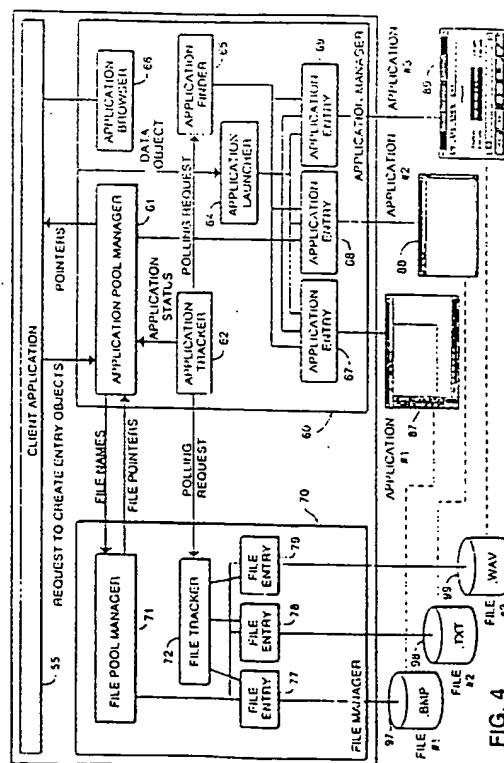 CLIENT APPLICATION
55
REQUEST TO CREATE ENTRY OBJECTS
POINTERS
FILE NAMES
FILE POINTERS
FILE POOL MANAGER
71
APPLICATION POOL MANAGER
61
APPLICATION BROWSER
66
DATA OBJECT
APPLICATION STATUS
POLLING REQUEST
APPLICATION FINDER
65
APPLICATION LAUNCHER
64
APPLICATION TRACKER
62
POLLING REQUEST
FILE TRACKER
72
70
60
FILE ENTRY
77
FILE ENTRY
78
FILE ENTRY
79
APPLICATION ENTRY
67
APPLICATION ENTRY
68
APPLICATION ENTRY
69
FILE MANAGER
APPLICATION MANAGER
APPLICATION #1
87
APPLICATION #2
88
APPLICATION #3
89
97
.BMP
FILE #1
98
.TXT
FILE #2
99
.WAV
FILE
FIG. 4